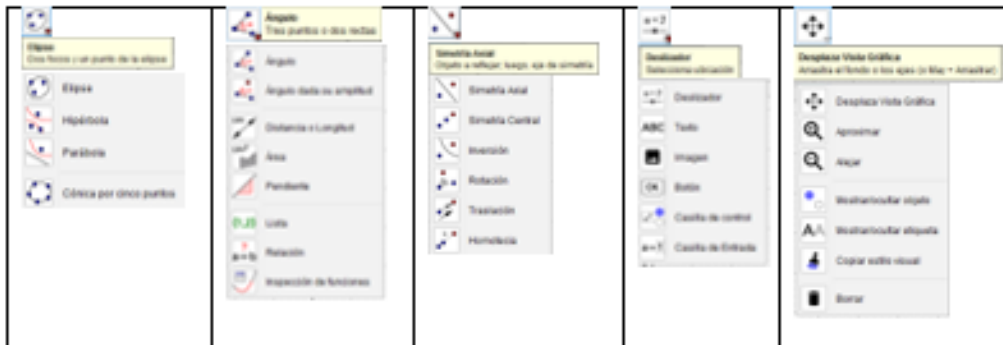 Elipse
Dos focos y un punto de la elipse
Elipse
Hipérbola
Parábola
Cónica por cinco puntos
Ángulo
Tres puntos o dos rectas
Ángulo
Ángulo dada su amplitud
Distancia o Longitud
Área
Pendiente
Lista
Relación
Inspección de funciones
Simetría Axial
Objeto a reflejar, luego, eje de simetría
Simetría Axial
Simetría Central
Inversión
Rotación
Traslación
Homotecia
a=2
Deslizador
Selecciona ubicación
a=2
Deslizador
ABC Texto
Imagen
OK Botón
Casilla de control
a=1 Casilla de Entrada
Desplaza Vista Gráfica
Arrastra el fondo o los ejes (o May + Arrastrar)
Desplaza Vista Gráfica
Aproximar
Alejar
Mostrar/ocultar objeto
AA Mostrar/ocultar etiqueta
Copiar estilo visual
Borrar